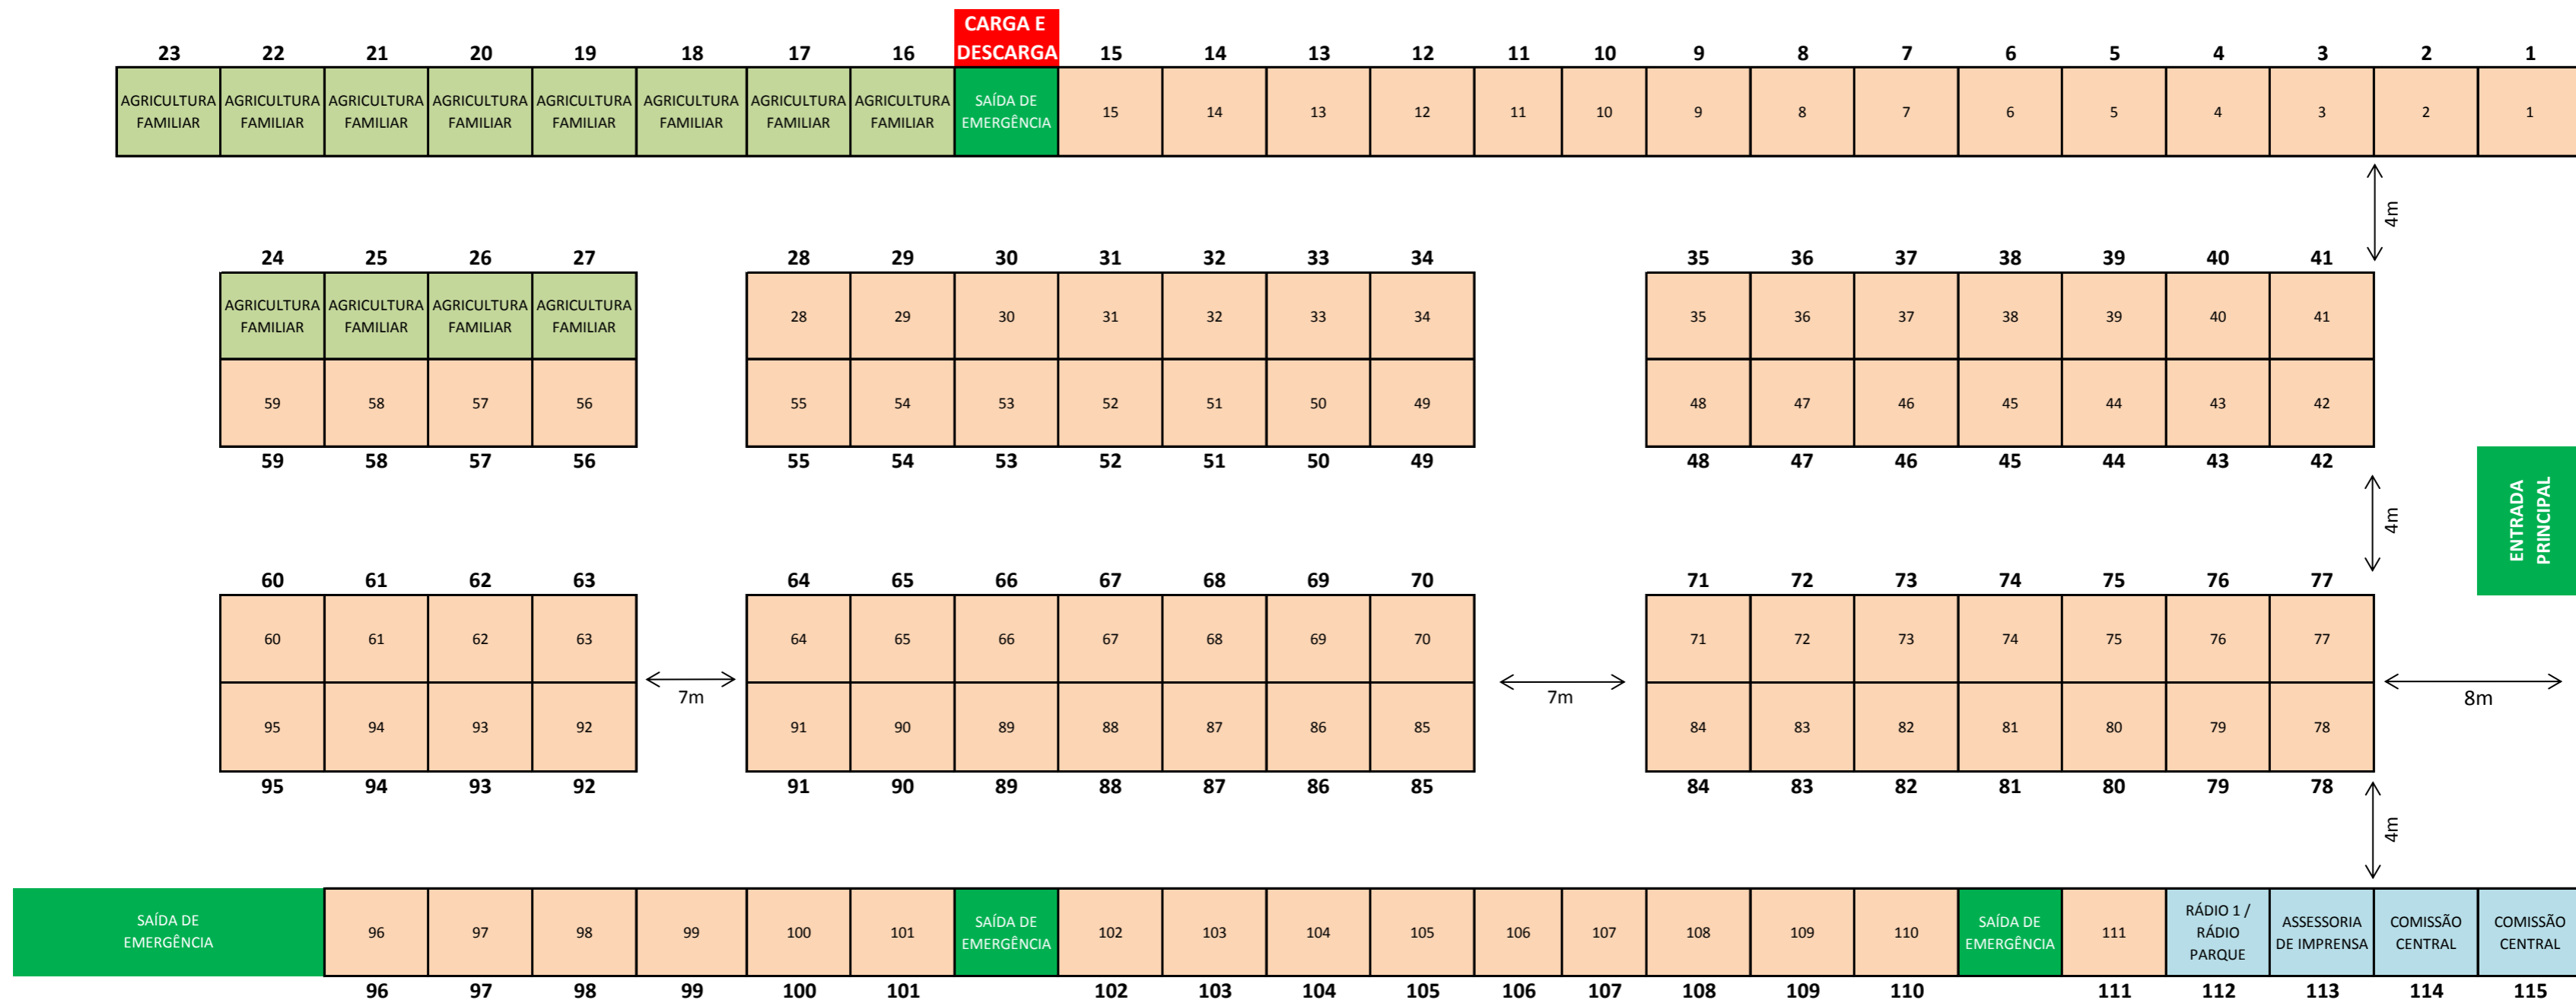 CARGA E
DESCARGA
23 22 21 20 19 18 17 16 15 14 13 12 11 10 9 8 7 6 5 4 3 2 1
AGRICULTURA AGRICULTURA AGRICULTURA AGRICULTURA AGRICULTURA AGRICULTURA AGRICULTURA AGRICULTURA SAÍDA DE
FAMILIAR FAMILIAR FAMILIAR FAMILIAR FAMILIAR FAMILIAR FAMILIAR FAMILIAR EMERGÊNCIA
15 14 13 12 11 10 9 8 7 6 5 4 3 2 1
4m
24 25 26 27 28 29 30 31 32 33 34 35 36 37 38 39 40 41
AGRICULTURA AGRICULTURA AGRICULTURA AGRICULTURA
FAMILIAR FAMILIAR FAMILIAR FAMILIAR
28 29 30 31 32 33 34 35 36 37 38 39 40 41
59 58 57 56 55 54 53 52 51 50 49 48 47 46 45 44 43 42
59 58 57 56 55 54 53 52 51 50 49 48 47 46 45 44 43 42
4m
ENTRADA
PRINCIPAL
60 61 62 63 64 65 66 67 68 69 70 71 72 73 74 75 76 77
60 61 62 63 64 65 66 67 68 69 70 71 72 73 74 75 76 77
7m 7m 8m
95 94 93 92 91 90 89 88 87 86 85 84 83 82 81 80 79 78
95 94 93 92 91 90 89 88 87 86 85 84 83 82 81 80 79 78
4m
SAÍDA DE
EMERGÊNCIA
96 97 98 99 100 101
SAÍDA DE
EMERGÊNCIA
102 103 104 105 106 107 108 109 110
SAÍDA DE
EMERGÊNCIA
111
RÁDIO 1 /
RÁDIO
PARQUE
ASSESSORIA
DE IMPRENSA
COMISSÃO
CENTRAL
COMISSÃO
CENTRAL
96 97 98 99 100 101 102 103 104 105 106 107 108 109 110 111 112 113 114 115